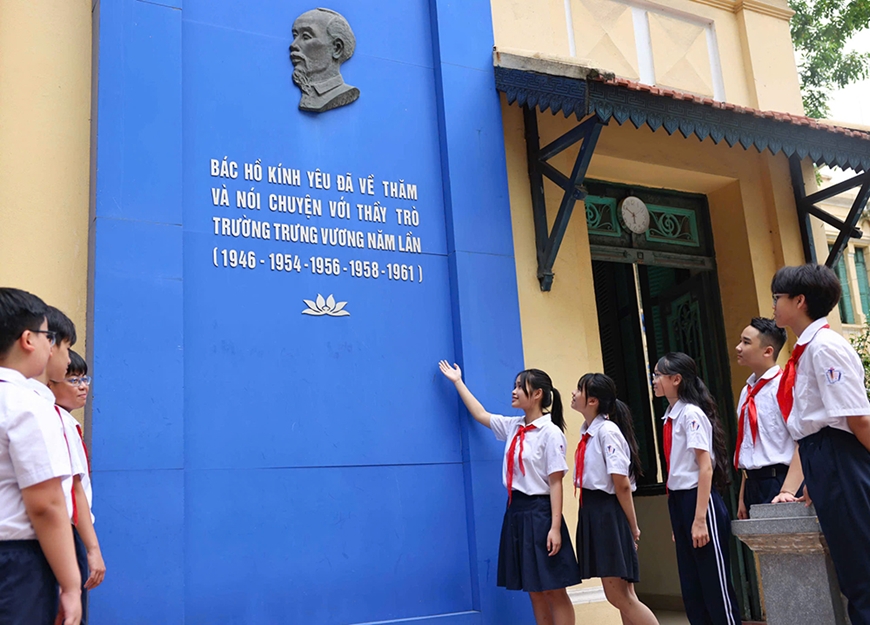 BÁC HỒ KÍNH YÊU ĐÃ VỀ THĂM
VÀ NÓI CHUYỆN VỚI THẦY TRÒ
TRƯỜNG TRƯNG VƯƠNG NĂM LẦN
(1946 - 1954 - 1956 - 1958 - 1961)